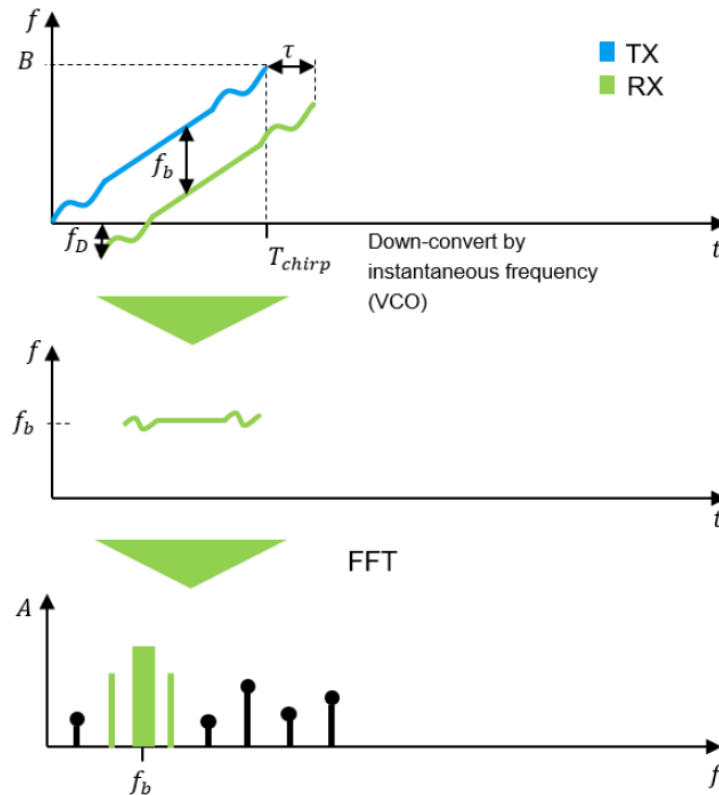 f
B
τ
TX
RX
f_b
f_D
T_chirp
t
Down-convert by
instantaneous frequency
(VCO)
f
f_b
t
FFT
A
f_b
f